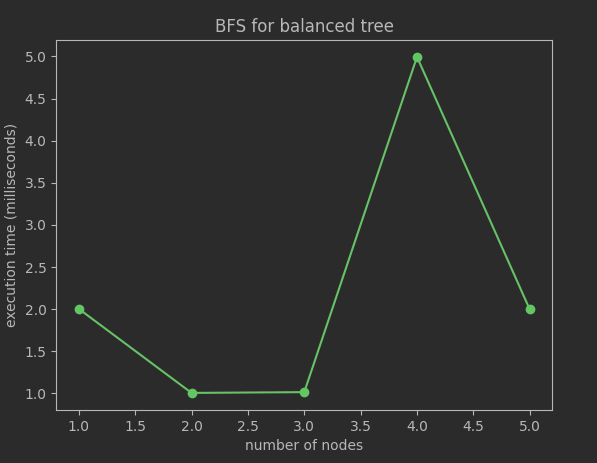 BFS for balanced tree
execution time (milliseconds)
5.0
4.5
4.0
3.5
3.0
2.5
2.0
1.5
1.0
1.0 1.5 2.0 2.5 3.0 3.5 4.0 4.5 5.0
number of nodes